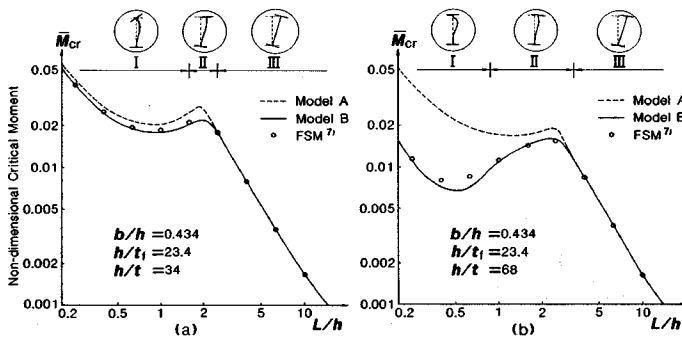 M̅cr
I II III
0.05
0.02
0.01
0.005
0.002
0.001
Non-dimensional Critical Moment
Model A
Model B
FSM 7)
b/h =0.434
h/tf =23.4
h/t =34
0.2 0.5 1 2 5 10 L/h
(a)
M̅cr
I II III
0.05
0.02
0.01
0.005
0.002
0.001
Model A
Model B
FSM 7)
b/h =0.434
h/tf =23.4
h/t =68
0.2 0.5 1 2 5 10 L/h
(b)